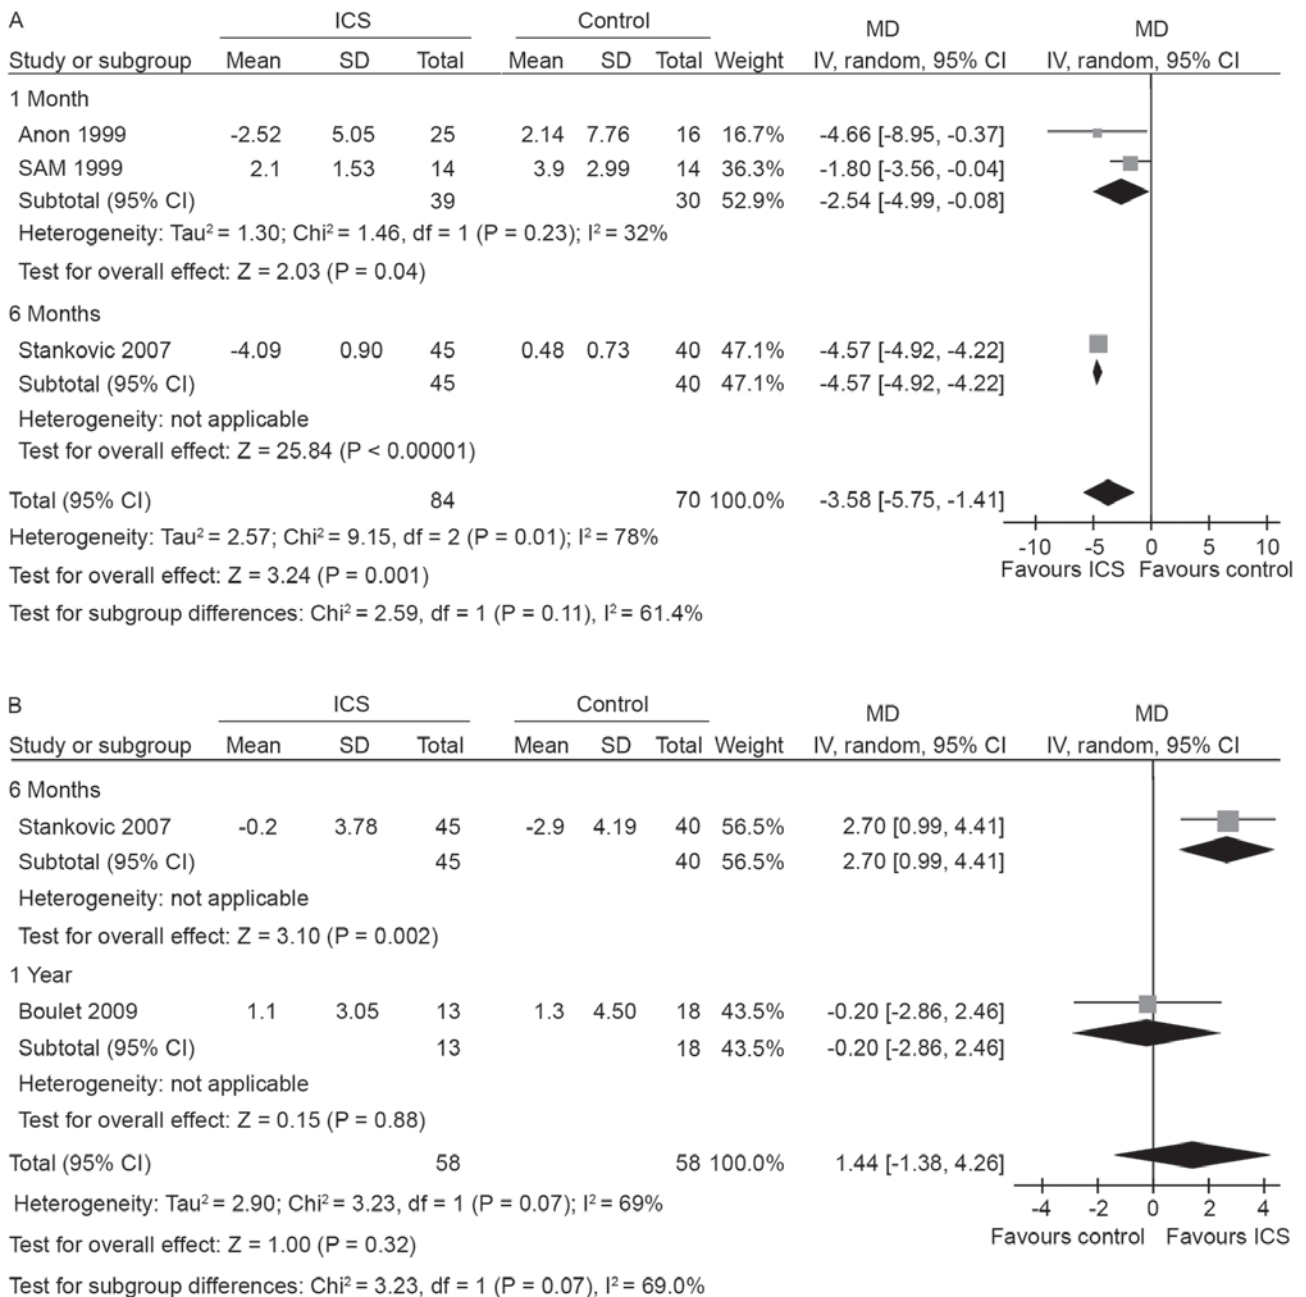 A
ICS Control MD MD
Study or subgroup Mean SD Total Mean SD Total Weight IV, random, 95% CI IV, random, 95% CI
1 Month
Anon 1999 -2.52 5.05 25 2.14 7.76 16 16.7% -4.66 [-8.95, -0.37]
SAM 1999 2.1 1.53 14 3.9 2.99 14 36.3% -1.80 [-3.56, -0.04]
Subtotal (95% CI) 39 30 52.9% -2.54 [-4.99, -0.08]
Heterogeneity: Tau² = 1.30; Chi² = 1.46, df = 1 (P = 0.23); I² = 32%
Test for overall effect: Z = 2.03 (P = 0.04)
6 Months
Stankovic 2007 -4.09 0.90 45 0.48 0.73 40 47.1% -4.57 [-4.92, -4.22]
Subtotal (95% CI) 45 40 47.1% -4.57 [-4.92, -4.22]
Heterogeneity: not applicable
Test for overall effect: Z = 25.84 (P < 0.00001)
Total (95% CI) 84 70 100.0% -3.58 [-5.75, -1.41]
Heterogeneity: Tau² = 2.57; Chi² = 9.15, df = 2 (P = 0.01); I² = 78%
Test for overall effect: Z = 3.24 (P = 0.001)
Test for subgroup differences: Chi² = 2.59, df = 1 (P = 0.11), I² = 61.4%
-10 -5 0 5 10
Favours ICS Favours control
B
ICS Control MD MD
Study or subgroup Mean SD Total Mean SD Total Weight IV, random, 95% CI IV, random, 95% CI
6 Months
Stankovic 2007 -0.2 3.78 45 -2.9 4.19 40 56.5% 2.70 [0.99, 4.41]
Subtotal (95% CI) 45 40 56.5% 2.70 [0.99, 4.41]
Heterogeneity: not applicable
Test for overall effect: Z = 3.10 (P = 0.002)
1 Year
Boulet 2009 1.1 3.05 13 1.3 4.50 18 43.5% -0.20 [-2.86, 2.46]
Subtotal (95% CI) 13 18 43.5% -0.20 [-2.86, 2.46]
Heterogeneity: not applicable
Test for overall effect: Z = 0.15 (P = 0.88)
Total (95% CI) 58 58 100.0% 1.44 [-1.38, 4.26]
Heterogeneity: Tau² = 2.90; Chi² = 3.23, df = 1 (P = 0.07); I² = 69%
Test for overall effect: Z = 1.00 (P = 0.32)
Test for subgroup differences: Chi² = 3.23, df = 1 (P = 0.07), I² = 69.0%
-4 -2 0 2 4
Favours control Favours ICS